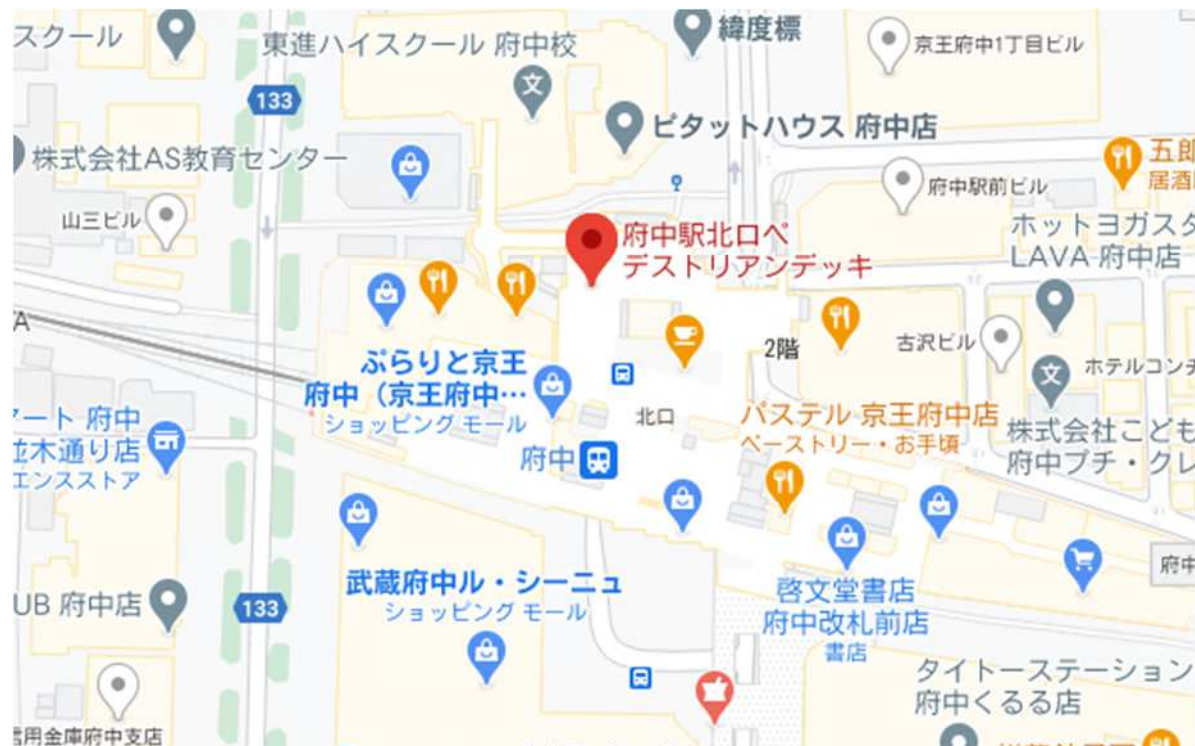 スクール
東進ハイスクール 府中校
緯度標
京王府中1丁目ビル
133
ピタットハウス 府中店
株式会社AS教育センター
五郎
居酒
府中駅前ビル
山三ビル
府中駅北口ペ
デストリアンデッキ
ホットヨガスタ
LAVA 府中店
A
2階
古沢ビル
ぷらりと京王
府中（京王府中…
ショッピング モール
ホテルコンチ
北口
パステル 京王府中店
ペーストリー・お手頃
アート 府中
並木通り店
エンスストア
府中
株式会社こども
府中プチ・クレ
武蔵府中ル・シーニュ
ショッピング モール
啓文堂書店
府中改札前店
書店
府中
UB 府中店
133
タイトーステーション
府中くるる店
信用金庫府中支店